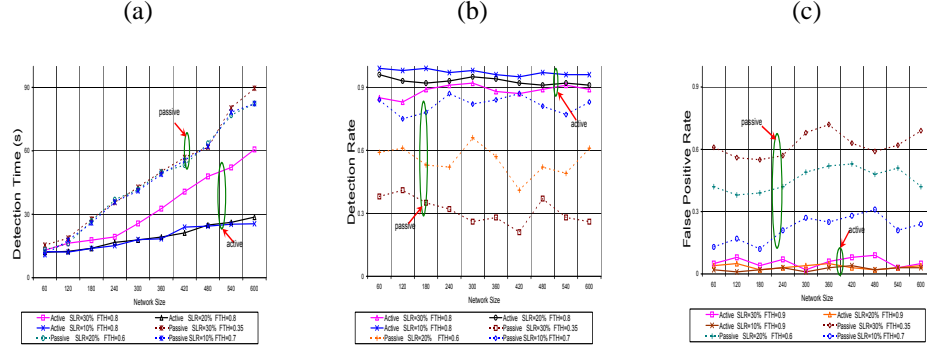 (a) (b) (c)
Detection Time (s)
90
60
30
0
passive
active
60 120 180 240 300 360 420 480 540 600
Network Size
Active SLR=30% FTH=0.8 Active SLR=20% FTH=0.8
Active SLR=10% FTH=0.8 Passive SLR=30% FTH=0.35
Passive SLR=20% FTH=0.6 Passive SLR=10% FTH=0.7
Detection Rate
0.9
0.6
0.3
0
active
passive
60 120 180 240 300 360 420 480 540 600
Network Size
Active SLR=30% FTH=0.8 Active SLR=20% FTH=0.8
Active SLR=10% FTH=0.8 Passive SLR=30% FTH=0.35
Passive SLR=20% FTH=0.6 Passive SLR=10% FTH=0.7
False Positive Rate
0.9
0.6
0.3
0
passive
active
60 120 180 240 300 360 420 480 540 600
Network Size
Active SLR=30% FTH=0.9 Active SLR=20% FTH=0.9
Active SLR=10% FTH=0.9 Passive SLR=30% FTH=0.35
Passive SLR=20% FTH=0.6 Passive SLR=10% FTH=0.7